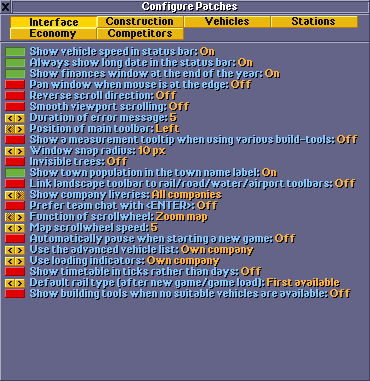 Configure Patches
Interface Construction Vehicles Stations
Economy Competitors
Show vehicle speed in status bar: On
Always show long date in the status bar: On
Show finances window at the end of the year: On
Pan window when mouse is at the edge: Off
Reverse scroll direction: Off
Smooth viewport scrolling: Off
Duration of error message: 5
Position of main toolbar: Left
Show a measurement tooltip when using various build-tools: Off
Window snap radius: 10 px
Invisible trees: Off
Show town population in the town name label: On
Link landscape toolbar to rail/road/water/airport toolbars: Off
Show company liveries: All companies
Prefer team chat with <ENTER>: Off
Function of scrollwheel: Zoom map
Map scrollwheel speed: 5
Automatically pause when starting a new game: Off
Use the advanced vehicle list: Own company
Use loading indicators: Own company
Show timetable in ticks rather than days: Off
Default rail type (after new game/game load): First available
Show building tools when no suitable vehicles are available: Off